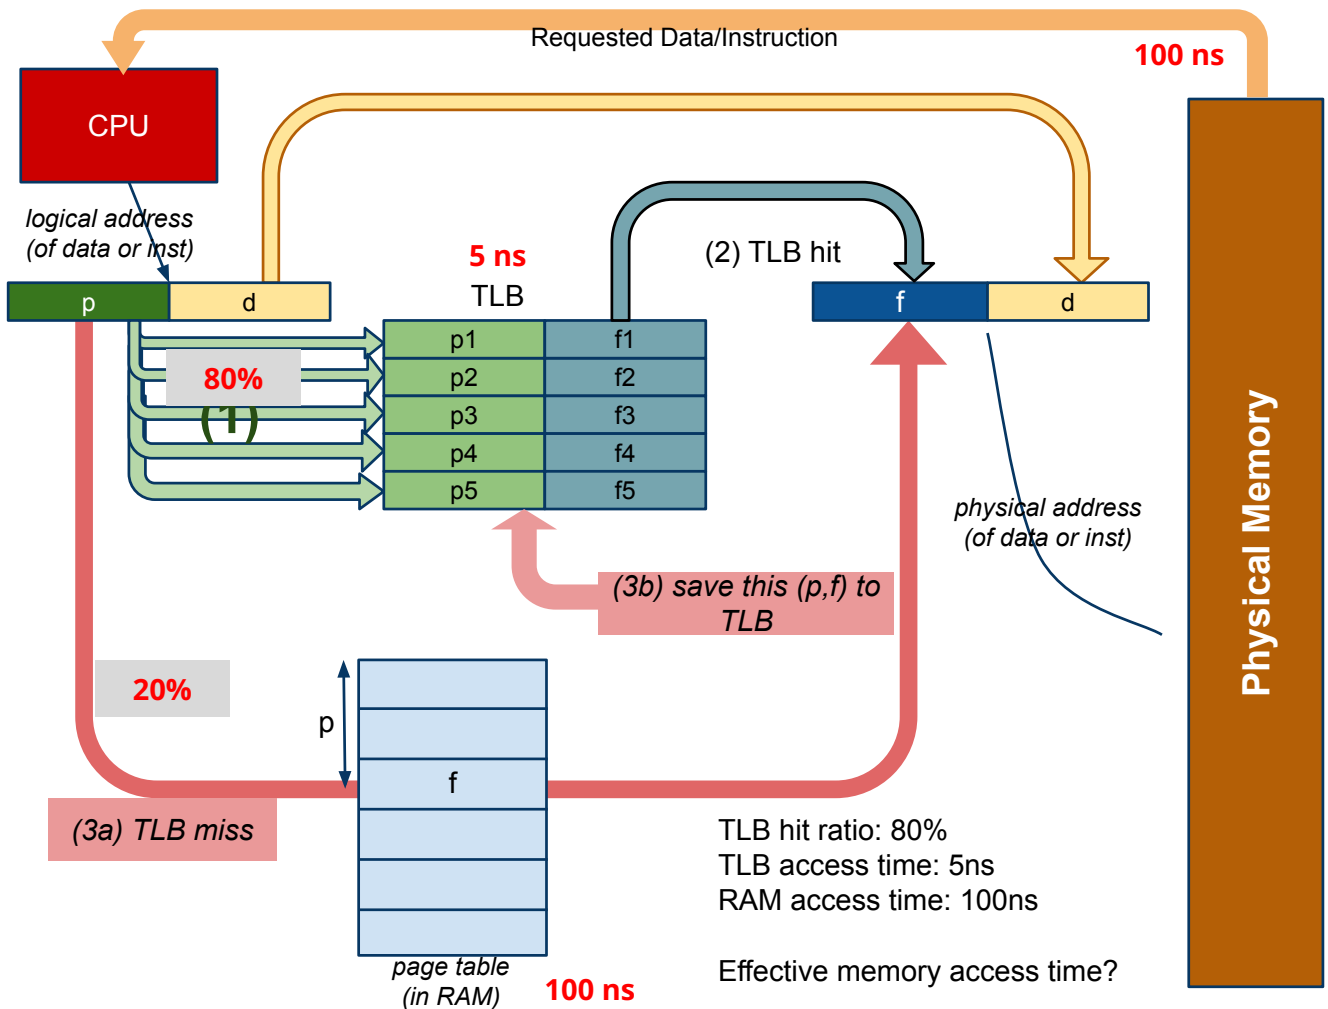 Requested Data/Instruction
100 ns
CPU
logical address
(of data or inst)
5 ns
TLB
(2) TLB hit
p
d
f
d
p1
f1
p2
f2
p3
f3
p4
f4
p5
f5
80%
(1)
physical address
(of data or inst)
Physical Memory
(3b) save this (p,f) to
TLB
20%
p
f
(3a) TLB miss
page table
(in RAM)
100 ns
TLB hit ratio: 80%
TLB access time: 5ns
RAM access time: 100ns
Effective memory access time?